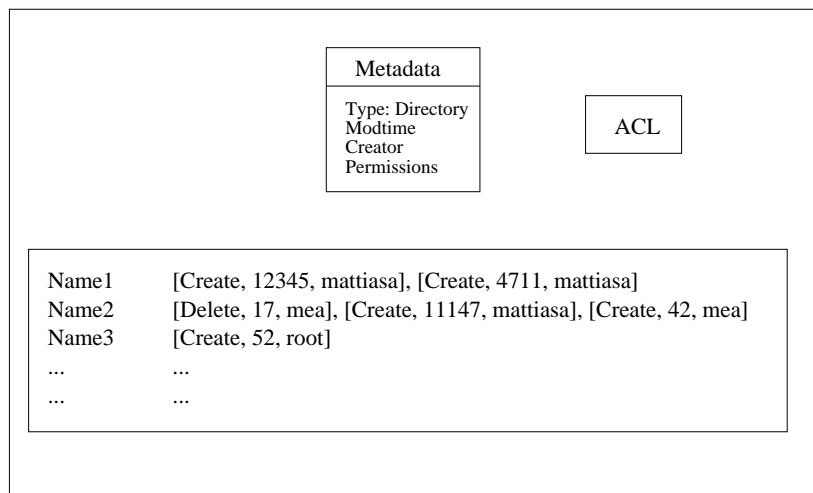 Metadata
Type: Directory
Modtime
Creator
Permissions
ACL
Name1 [Create, 12345, mattiasa], [Create, 4711, mattiasa]
Name2 [Delete, 17, mea], [Create, 11147, mattiasa], [Create, 42, mea]
Name3 [Create, 52, root]
... ...
... ...